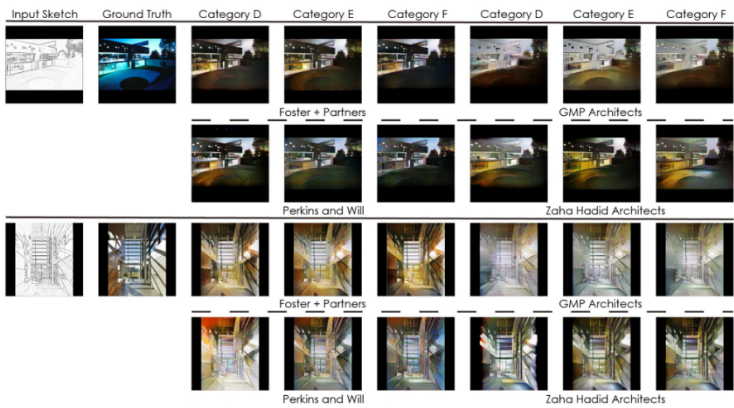 Input Sketch Ground Truth Category D Category E Category F Category D Category E Category F
Foster + Partners GMP Architects
Perkins and Will Zaha Hadid Architects
Foster + Partners GMP Architects
Perkins and Will Zaha Hadid Architects